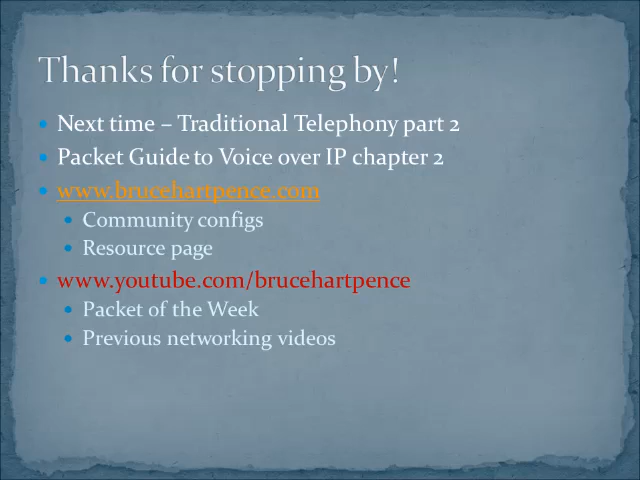 Thanks for stopping by!
Next time – Traditional Telephony part 2
Packet Guide to Voice over IP chapter 2
www.brucehartpence.com
Community configs
Resource page
www.youtube.com/brucehartpence
Packet of the Week
Previous networking videos